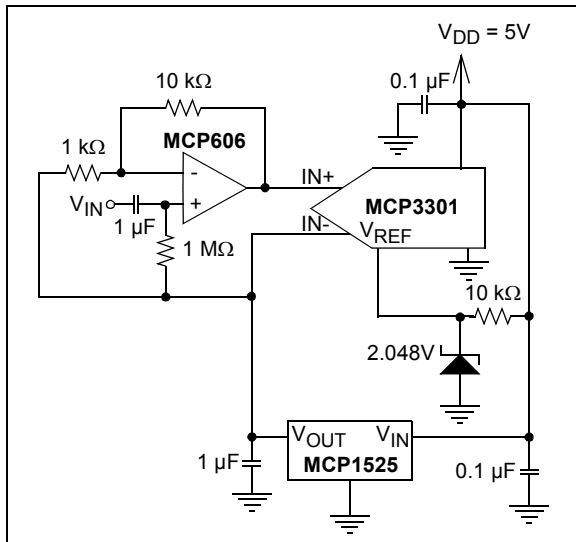 V_DD = 5V
10 kΩ
0.1 µF
MCP606
1 kΩ
-
+
IN+
MCP3301
V_IN
1 µF
IN-
V_REF
1 MΩ
10 kΩ
2.048V
V_OUT V_IN
MCP1525
1 µF
0.1 µF